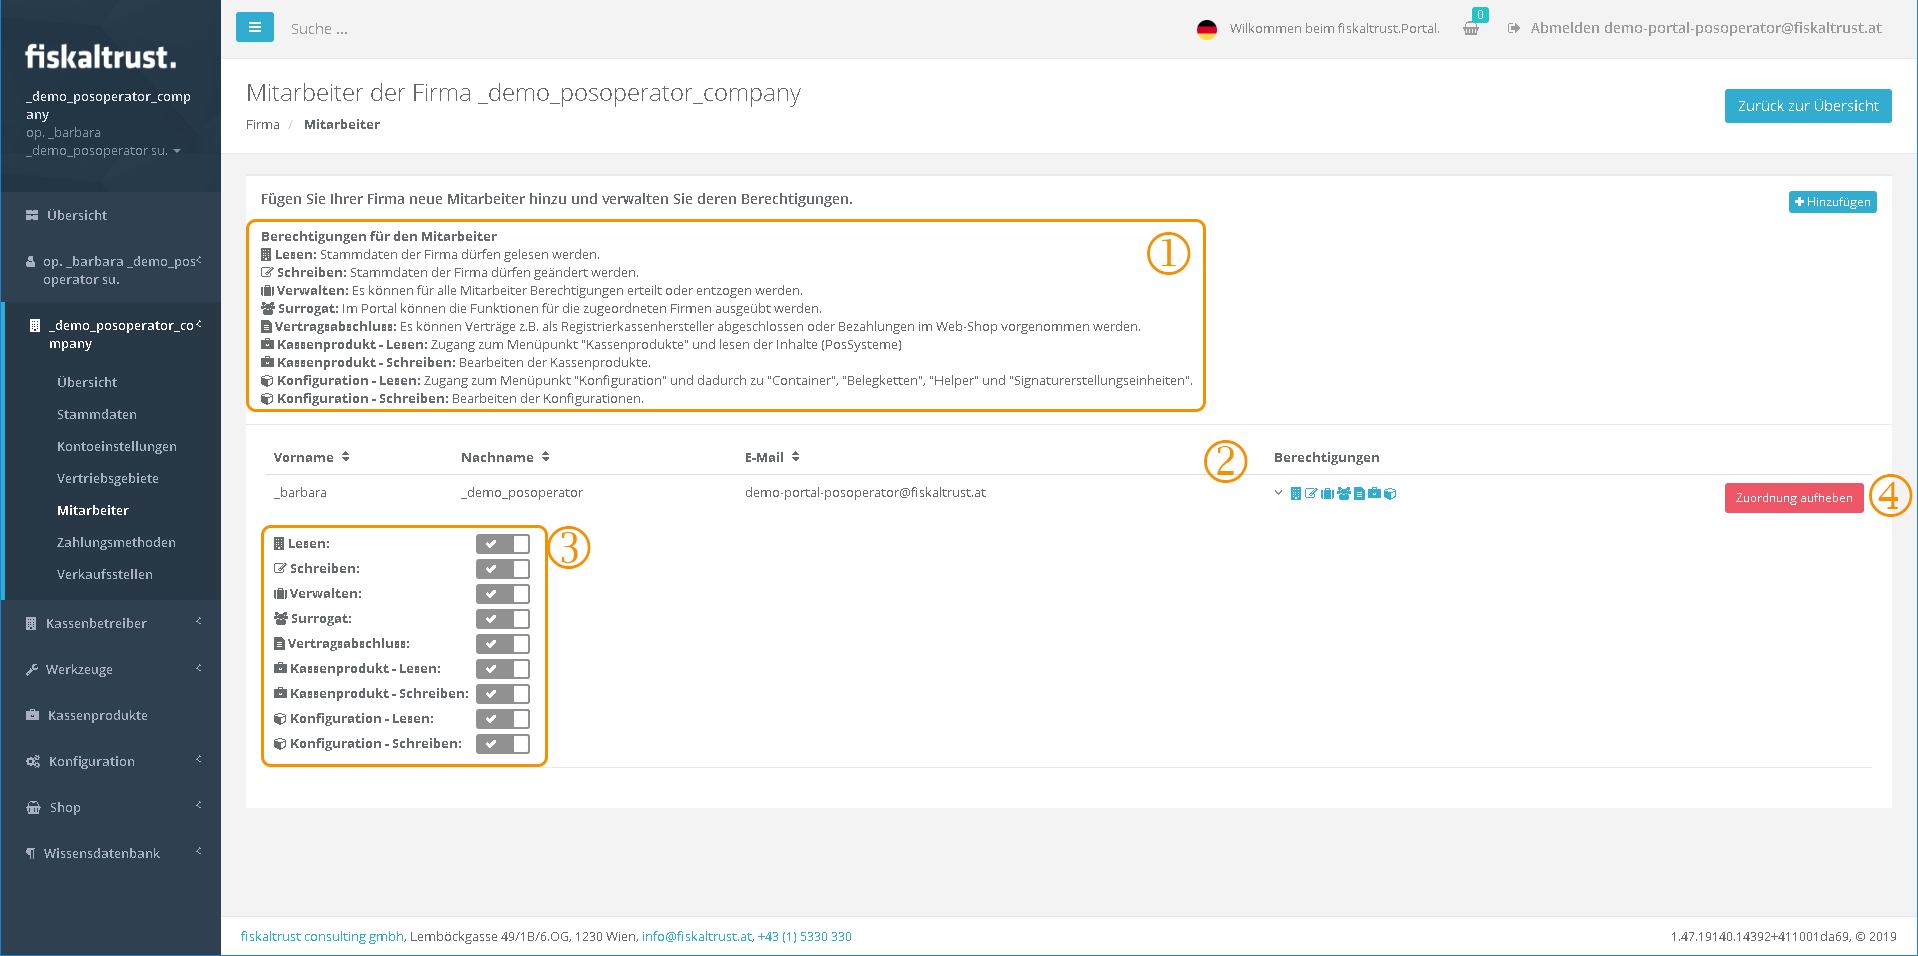 fiskaltrust.
_demo_posoperator_comp
any
op. _barbara
_demo_posoperator su.
Übersicht
op. _barbara _demo_pos
operator su.
_demo_posoperator_co
mpany
Übersicht
Stammdaten
Kontoeinstellungen
Vertriebsgebiete
Mitarbeiter
Zahlungsmethoden
Verkaufsstellen
Kassenbetreiber
Werkzeuge
Kassenprodukte
Konfiguration
Shop
Wissensdatenbank
Suche ...
Wilkommen beim fiskaltrust.Portal.
0
Abmelden demo-portal-posoperator@fiskaltrust.at
Mitarbeiter der Firma _demo_posoperator_company
Firma / Mitarbeiter
Zurück zur Übersicht
Fügen Sie Ihrer Firma neue Mitarbeiter hinzu und verwalten Sie deren Berechtigungen.
Hinzufügen
Berechtigungen für den Mitarbeiter
1
Lesen: Stammdaten der Firma dürfen gelesen werden.
Schreiben: Stammdaten der Firma dürfen geändert werden.
Verwalten: Es können für alle Mitarbeiter Berechtigungen erteilt oder entzogen werden.
Surrogat: Im Portal können die Funktionen für die zugeordneten Firmen ausgeübt werden.
Vertragsabschluss: Es können Verträge z.B. als Registrierkassenhersteller abgeschlossen oder Bezahlungen im Web-Shop vorgenommen werden.
Kassenprodukt - Lesen: Zugang zum Menüpunkt "Kassenprodukte" und lesen der Inhalte (PosSysteme)
Kassenprodukt - Schreiben: Bearbeiten der Kassenprodukte.
Konfiguration - Lesen: Zugang zum Menüpunkt "Konfiguration" und dadurch zu "Container", "Belegketten", "Helper" und "Signaturerstellungseinheiten".
Konfiguration - Schreiben: Bearbeiten der Konfigurationen.
Vorname Nachname E-Mail 2 Berechtigungen
_barbara _demo_posoperator demo-portal-posoperator@fiskaltrust.at Zuordnung aufheben 4
3
Lesen:
Schreiben:
Verwalten:
Surrogat:
Vertragsabschluss:
Kassenprodukt - Lesen:
Kassenprodukt - Schreiben:
Konfiguration - Lesen:
Konfiguration - Schreiben:
fiskaltrust consulting gmbh, Lemböckgasse 49/1B/6.OG, 1230 Wien, info@fiskaltrust.at, +43 (1) 5330 330
1.47.19140.14392+411001da69, © 2019